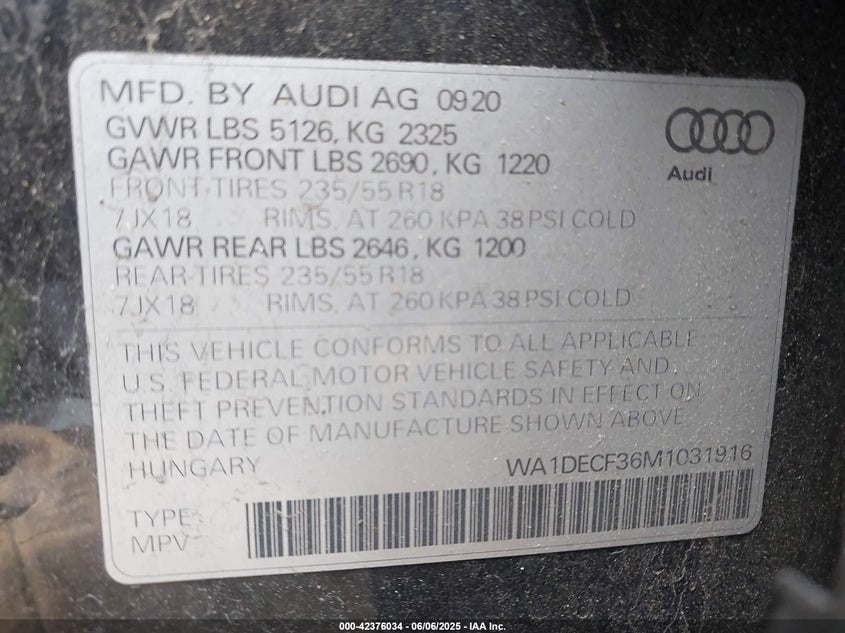 MFD. BY AUDI AG 0920
GVWR LBS 5126, KG 2325
GAWR FRONT LBS 2690, KG 1220
FRONT-TIRES 235/55 R18
7JX18 RIMS, AT 260 KPA 38 PSI COLD
GAWR REAR LBS 2646, KG 1200
REAR-TIRES 235/55 R18
7JX18 RIMS, AT 260 KPA 38 PSI COLD
Audi
THIS VEHICLE CONFORMS TO ALL APPLICABLE
U.S. FEDERAL MOTOR VEHICLE SAFETY AND
THEFT PREVENTION STANDARDS IN EFFECT ON
THE DATE OF MANUFACTURE SHOWN ABOVE.
HUNGARY WA1DECF36M1031916
TYPE:
MPV
000-42376034 / 06/06/2025 - IAA Inc.